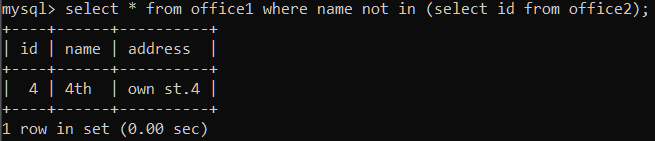 mysql> select * from office1 where name not in (select id from office2);
+----+------+----------+
| id | name | address  |
+----+------+----------+
|  4 | 4th  | own st.4 |
+----+------+----------+
1 row in set (0.00 sec)